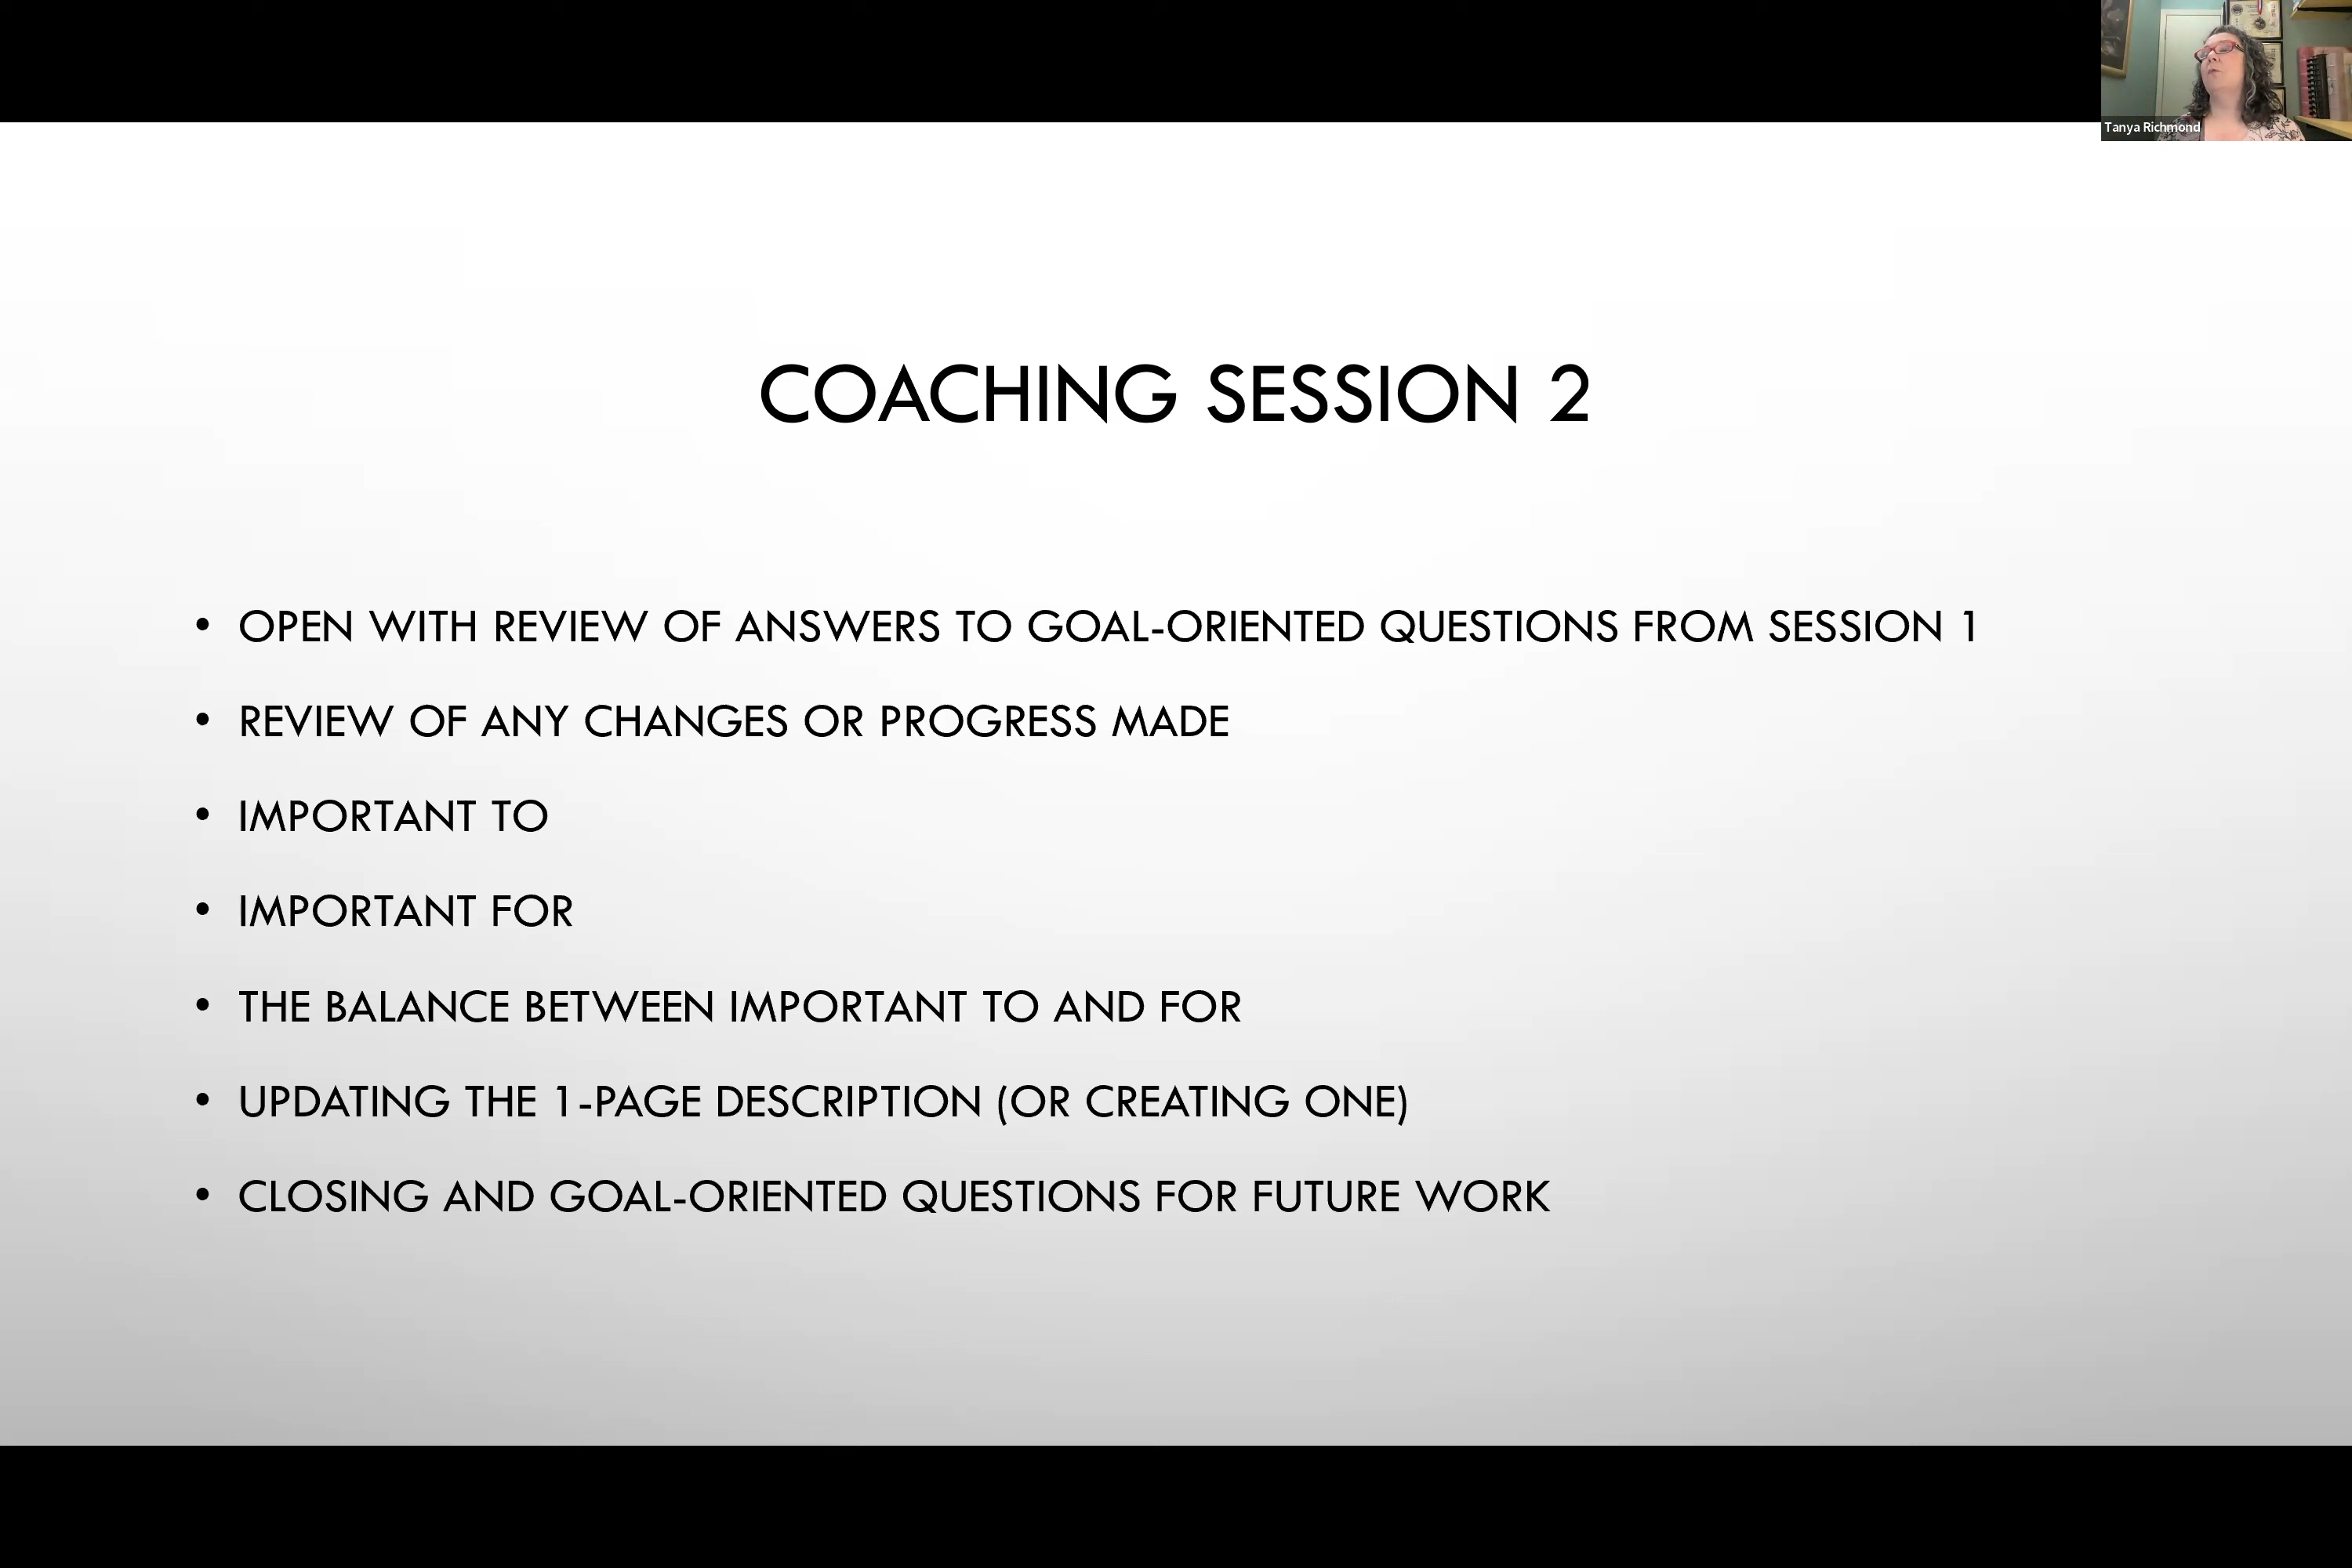 Tanya Richmond
COACHING SESSION 2
• OPEN WITH REVIEW OF ANSWERS TO GOAL-ORIENTED QUESTIONS FROM SESSION 1
• REVIEW OF ANY CHANGES OR PROGRESS MADE
• IMPORTANT TO
• IMPORTANT FOR
• THE BALANCE BETWEEN IMPORTANT TO AND FOR
• UPDATING THE 1-PAGE DESCRIPTION (OR CREATING ONE)
• CLOSING AND GOAL-ORIENTED QUESTIONS FOR FUTURE WORK